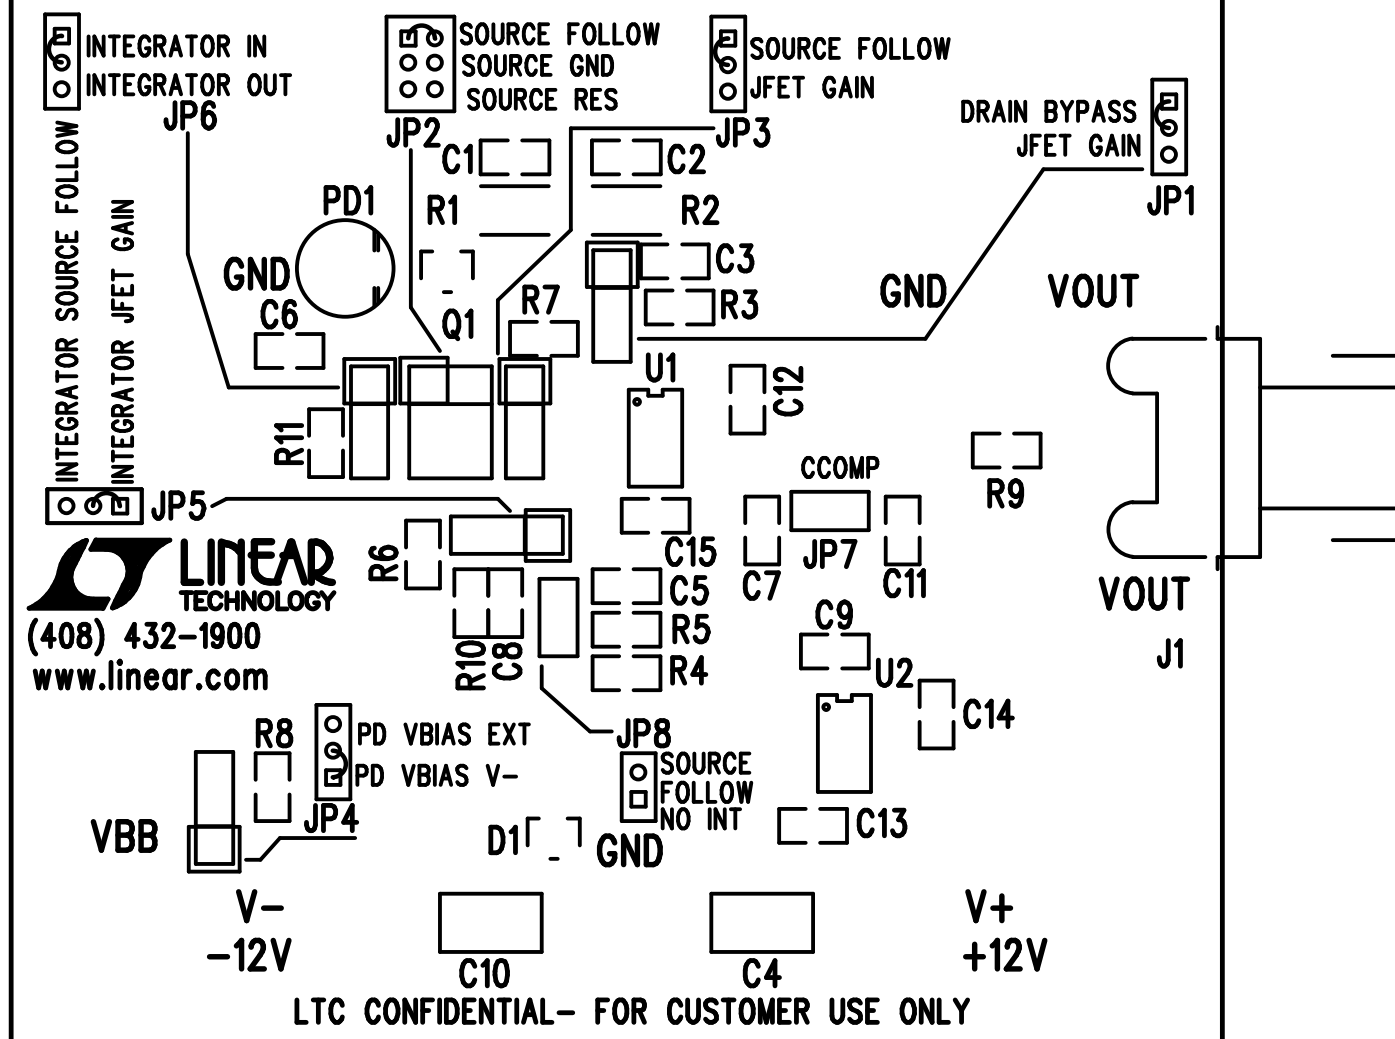 INTEGRATOR IN
INTEGRATOR OUT
JP6
SOURCE FOLLOW
SOURCE GND
SOURCE RES
JP2
SOURCE FOLLOW
JFET GAIN
JP3
DRAIN BYPASS
JFET GAIN
JP1
INTEGRATOR SOURCE FOLLOW
INTEGRATOR JFET GAIN
C1
C2
PD1
R1
R2
GND
C3
C6
Q1
R7
R3
GND
VOUT
U1
C12
R11
CCOMP
R9
JP5
R6
C15
C7
JP7
C11
LINEAR
TECHNOLOGY
(408) 432-1900
www.linear.com
C5
R5
R4
R10
C8
C9
VOUT
J1
U2
C14
R8
PD VBIAS EXT
PD VBIAS V-
JP4
JP8
SOURCE
FOLLOW
NO INT
VBB
D1
GND
C13
V-
-12V
C10
C4
V+
+12V
LTC CONFIDENTIAL- FOR CUSTOMER USE ONLY